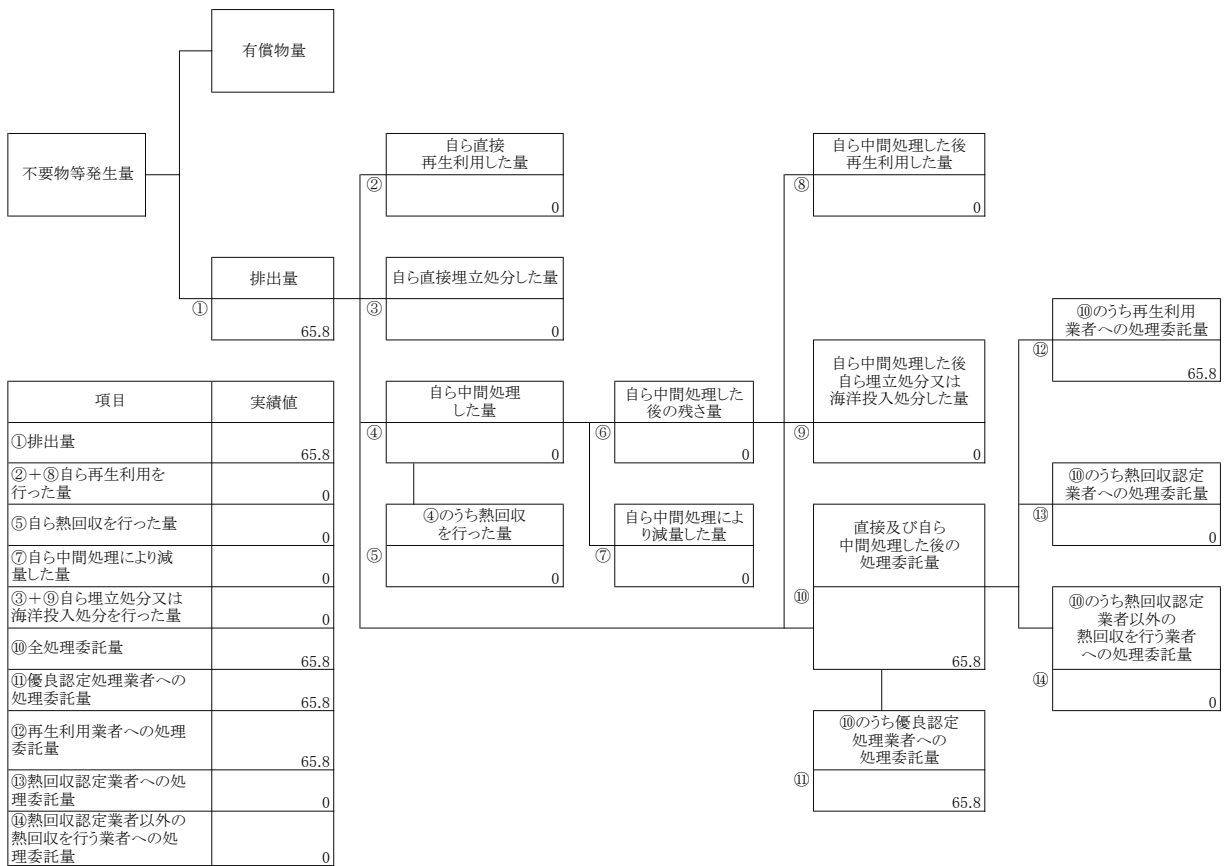 有償物量
不要物等発生量
自ら直接
再生利用した量
②
0
自ら中間処理した後
再生利用した量
⑧
0
排出量
①
65.8
自ら直接埋立処分した量
③
0
⑩のうち再生利用
業者への処理委託量
⑫
65.8
自ら中間処理
した量
④
0
自ら中間処理した
後の残さ量
⑥
0
自ら中間処理した後
自ら埋立処分又は
海洋投入処分した量
⑨
0
⑩のうち熱回収認定
業者への処理委託量
⑬
0
④のうち熱回収
を行った量
⑤
0
自ら中間処理によ
り減量した量
⑦
0
直接及び自ら
中間処理した後の
処理委託量
⑩
65.8
⑩のうち熱回収認定
業者以外の
熱回収を行う業者
への処理委託量
⑭
0
⑩のうち優良認定
処理業者への
処理委託量
⑪
65.8
項目 実績値
①排出量 65.8
②＋⑧自ら再生利用を
行った量 0
⑤自ら熱回収を行った量 0
⑦自ら中間処理により減
量した量 0
③＋⑨自ら埋立処分又は
海洋投入処分を行った量 0
⑩全処理委託量 65.8
⑪優良認定処理業者への
処理委託量 65.8
⑫再生利用業者への処理
委託量 65.8
⑬熱回収認定業者への処
理委託量 0
⑭熱回収認定業者以外の
熱回収を行う業者への処
理委託量 0